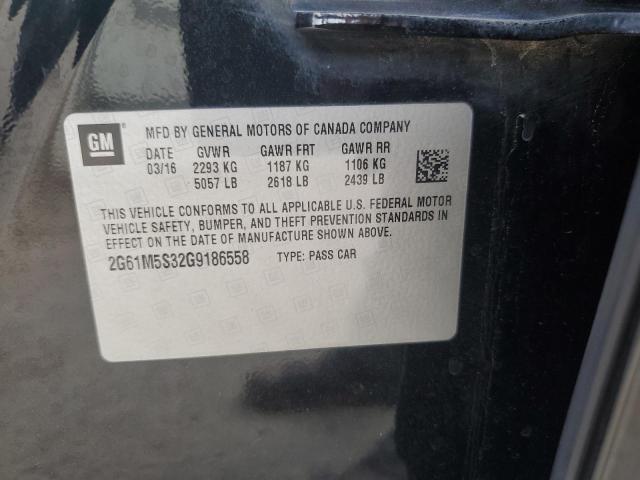 GM
MFD BY GENERAL MOTORS OF CANADA COMPANY
DATE GVWR GAWR FRT GAWR RR
03/16 2293 KG 1187 KG 1106 KG
5057 LB 2618 LB 2439 LB
THIS VEHICLE CONFORMS TO ALL APPLICABLE U.S. FEDERAL MOTOR
VEHICLE SAFETY, BUMPER, AND THEFT PREVENTION STANDARDS IN
EFFECT ON THE DATE OF MANUFACTURE SHOWN ABOVE.
2G61M5S32G9186558 TYPE: PASS CAR